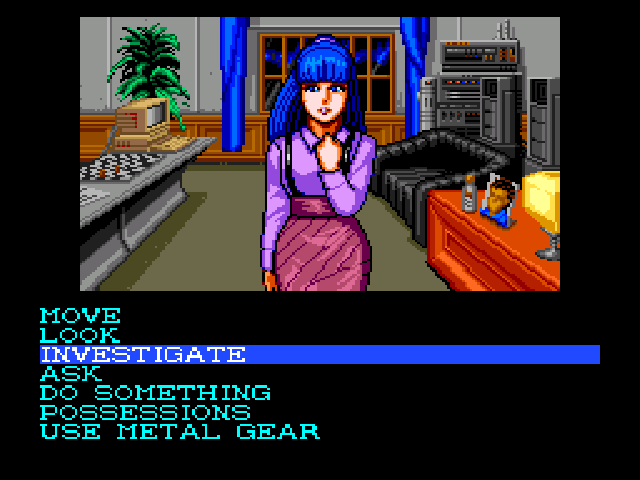 MOVE
LOOK
INVESTIGATE
ASK
DO SOMETHING
POSSESSIONS
USE METAL GEAR